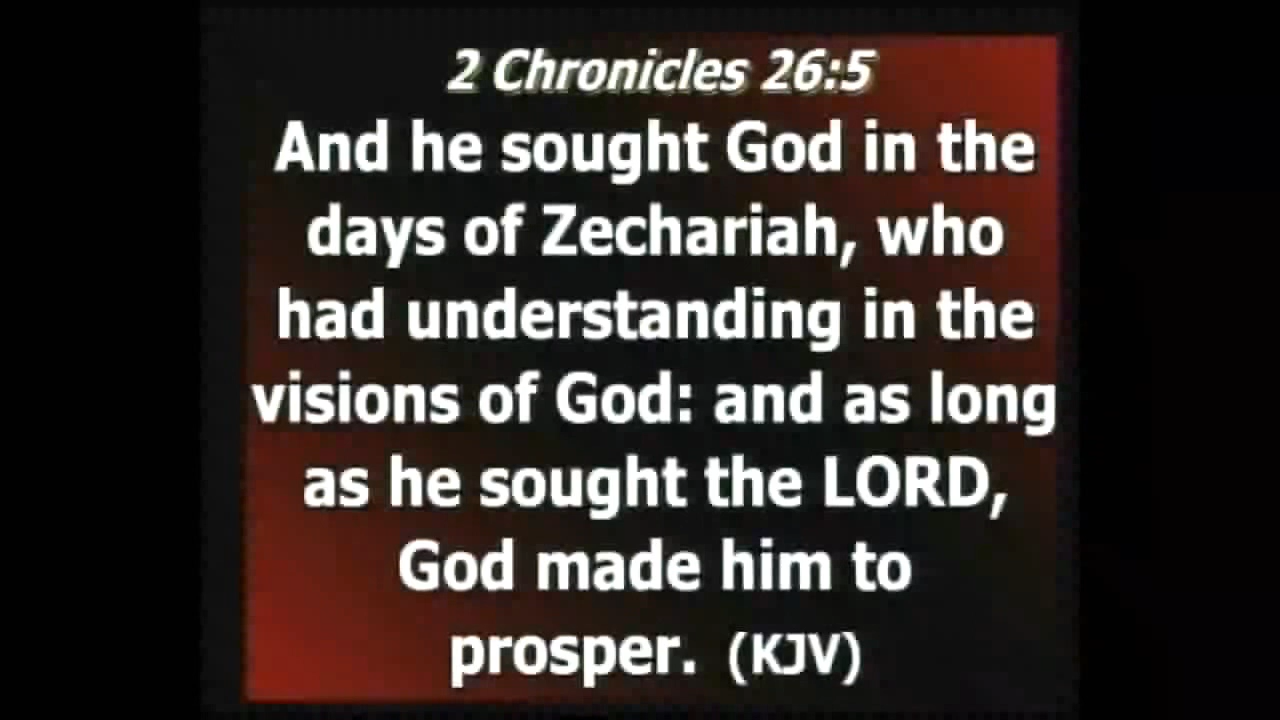 2 Chronicles 26:5
And he sought God in the
days of Zechariah, who
had understanding in the
visions of God: and as long
as he sought the LORD,
God made him to
prosper. (KJV)